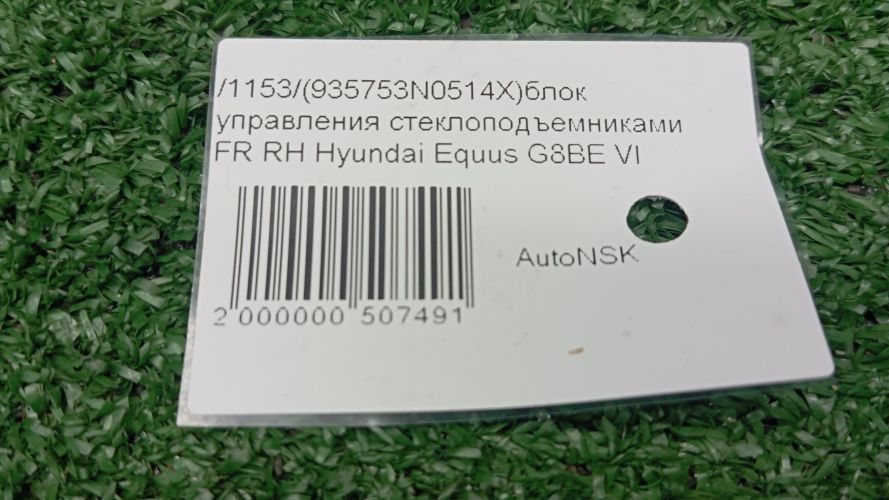 /1153/(935753N0514X)блок
управления стеклоподъемниками
FR RH Hyundai Equus G8BE VI
AutoNSK
2 000000 507491